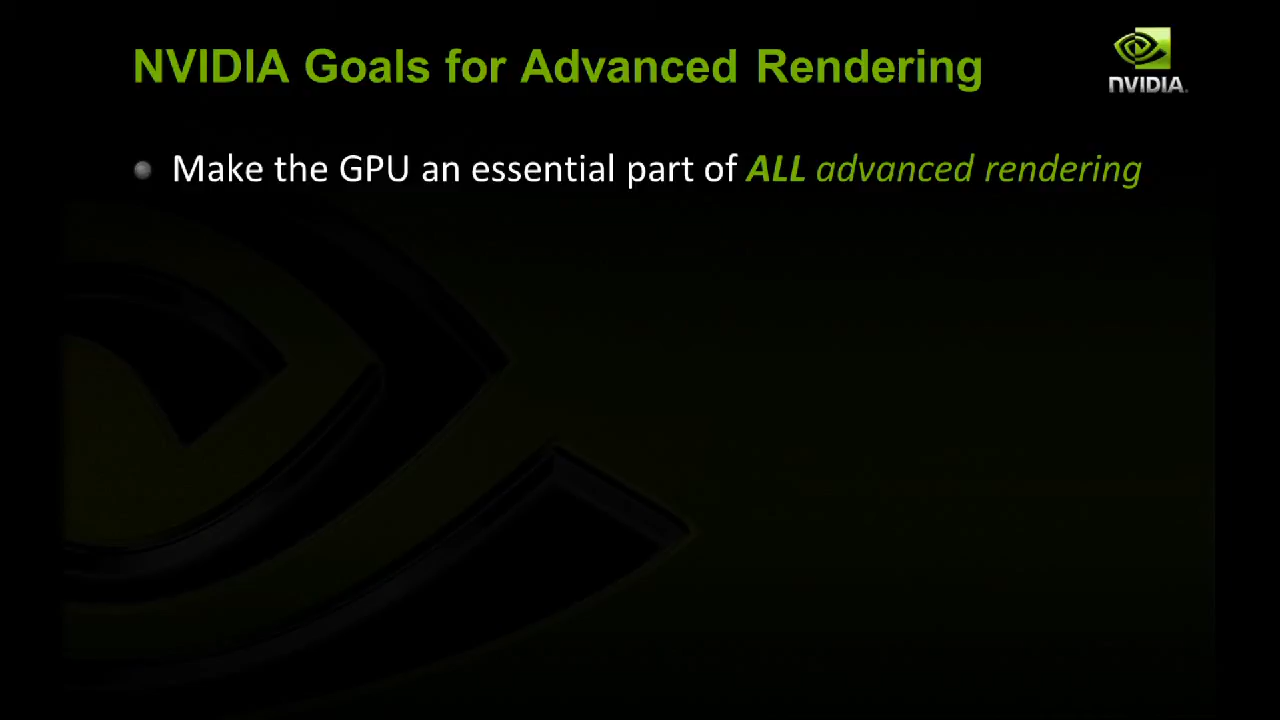 NVIDIA Goals for Advanced Rendering
NVIDIA.
Make the GPU an essential part of ALL advanced rendering